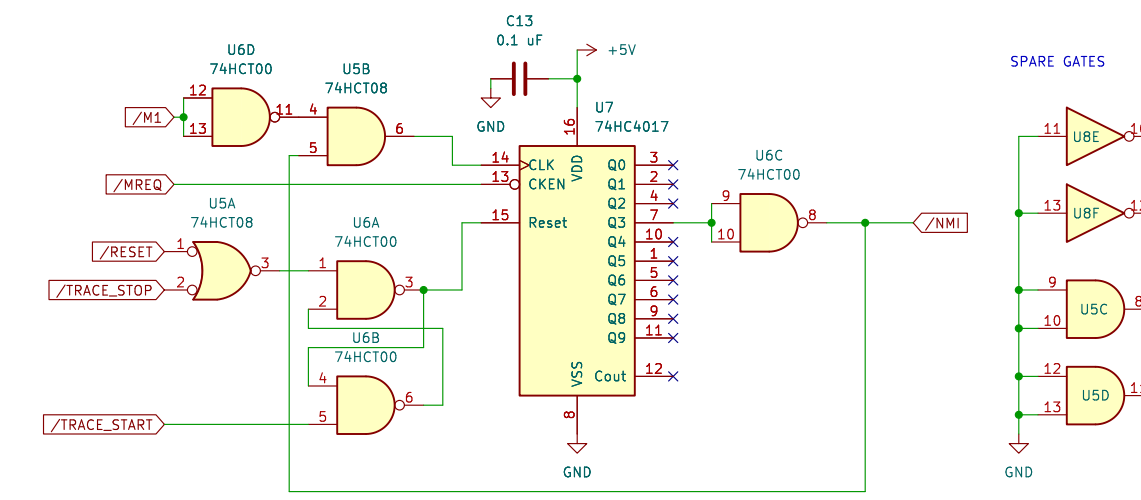 C13
0.1 uF
+5V
GND
U6D
74HCT00
12
13
11
/M1
U5B
74HCT08
4
5
6
U7
74HC4017
16
VDD
14
CLK
13
CKEN
15
Reset
/MREQ
U5A
74HCT08
/RESET
1
/TRACE_STOP
2
3
U6A
74HCT00
1
2
3
U6B
74HCT00
4
5
6
/TRACE_START
Q0
3
Q1
2
Q2
4
Q3
7
Q4
10
Q5
1
Q6
5
Q7
6
Q8
9
Q9
11
Cout
12
VSS
8
GND
U6C
74HCT00
9
10
8
/NMI
SPARE GATES
11
U8E
10
13
U8F
9
10
U5C
8
12
13
U5D
GND